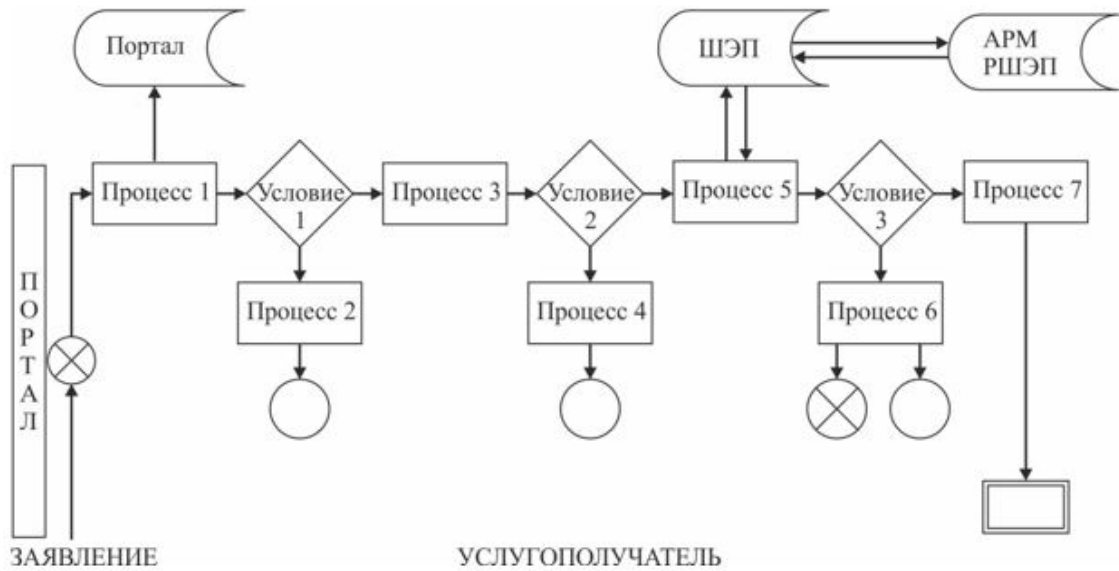 Портал
ШЭП
АРМ
РШЭП
Процесс 1
Условие
1
Процесс 3
Условие
2
Процесс 5
Условие
3
Процесс 7
ПОРТАЛ
Процесс 2
Процесс 4
Процесс 6
ЗАЯВЛЕНИЕ
УСЛУГОПОЛУЧАТЕЛЬ